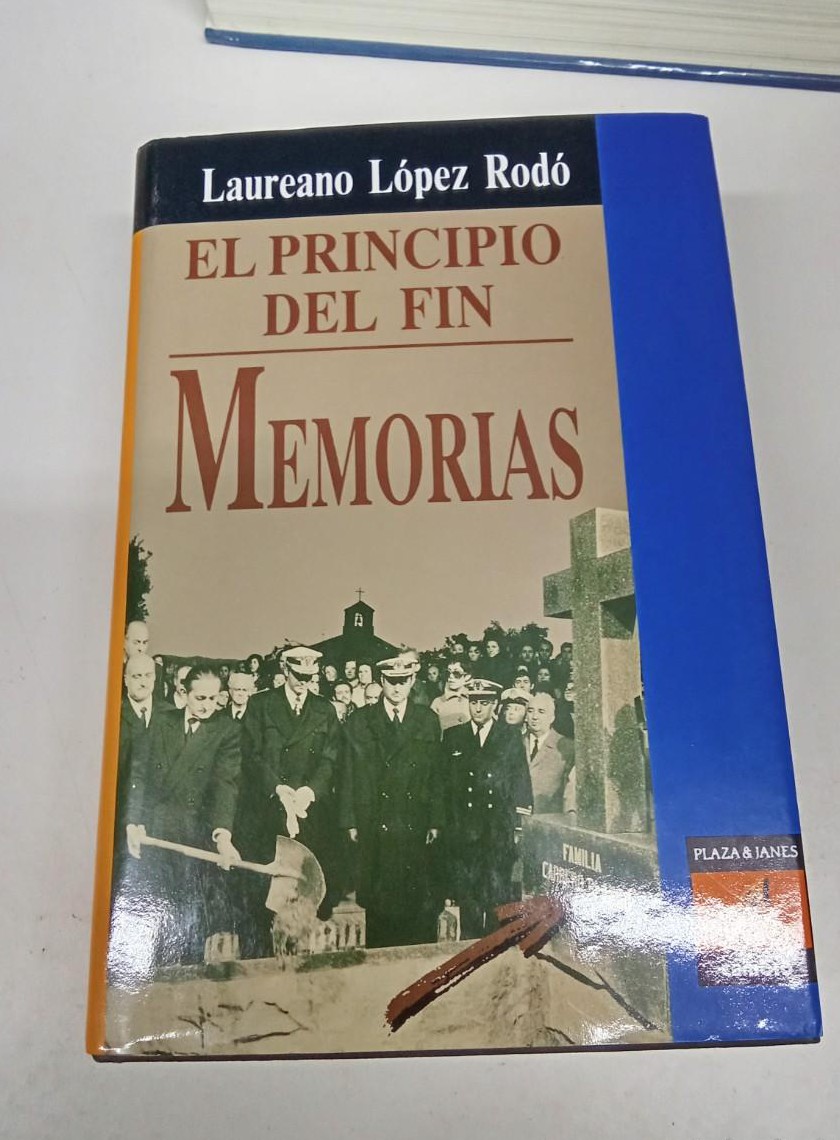 Laureano López Rodó
EL PRINCIPIO
DEL FIN
MEMORIAS
FAMILIA
PLAZA & JANES